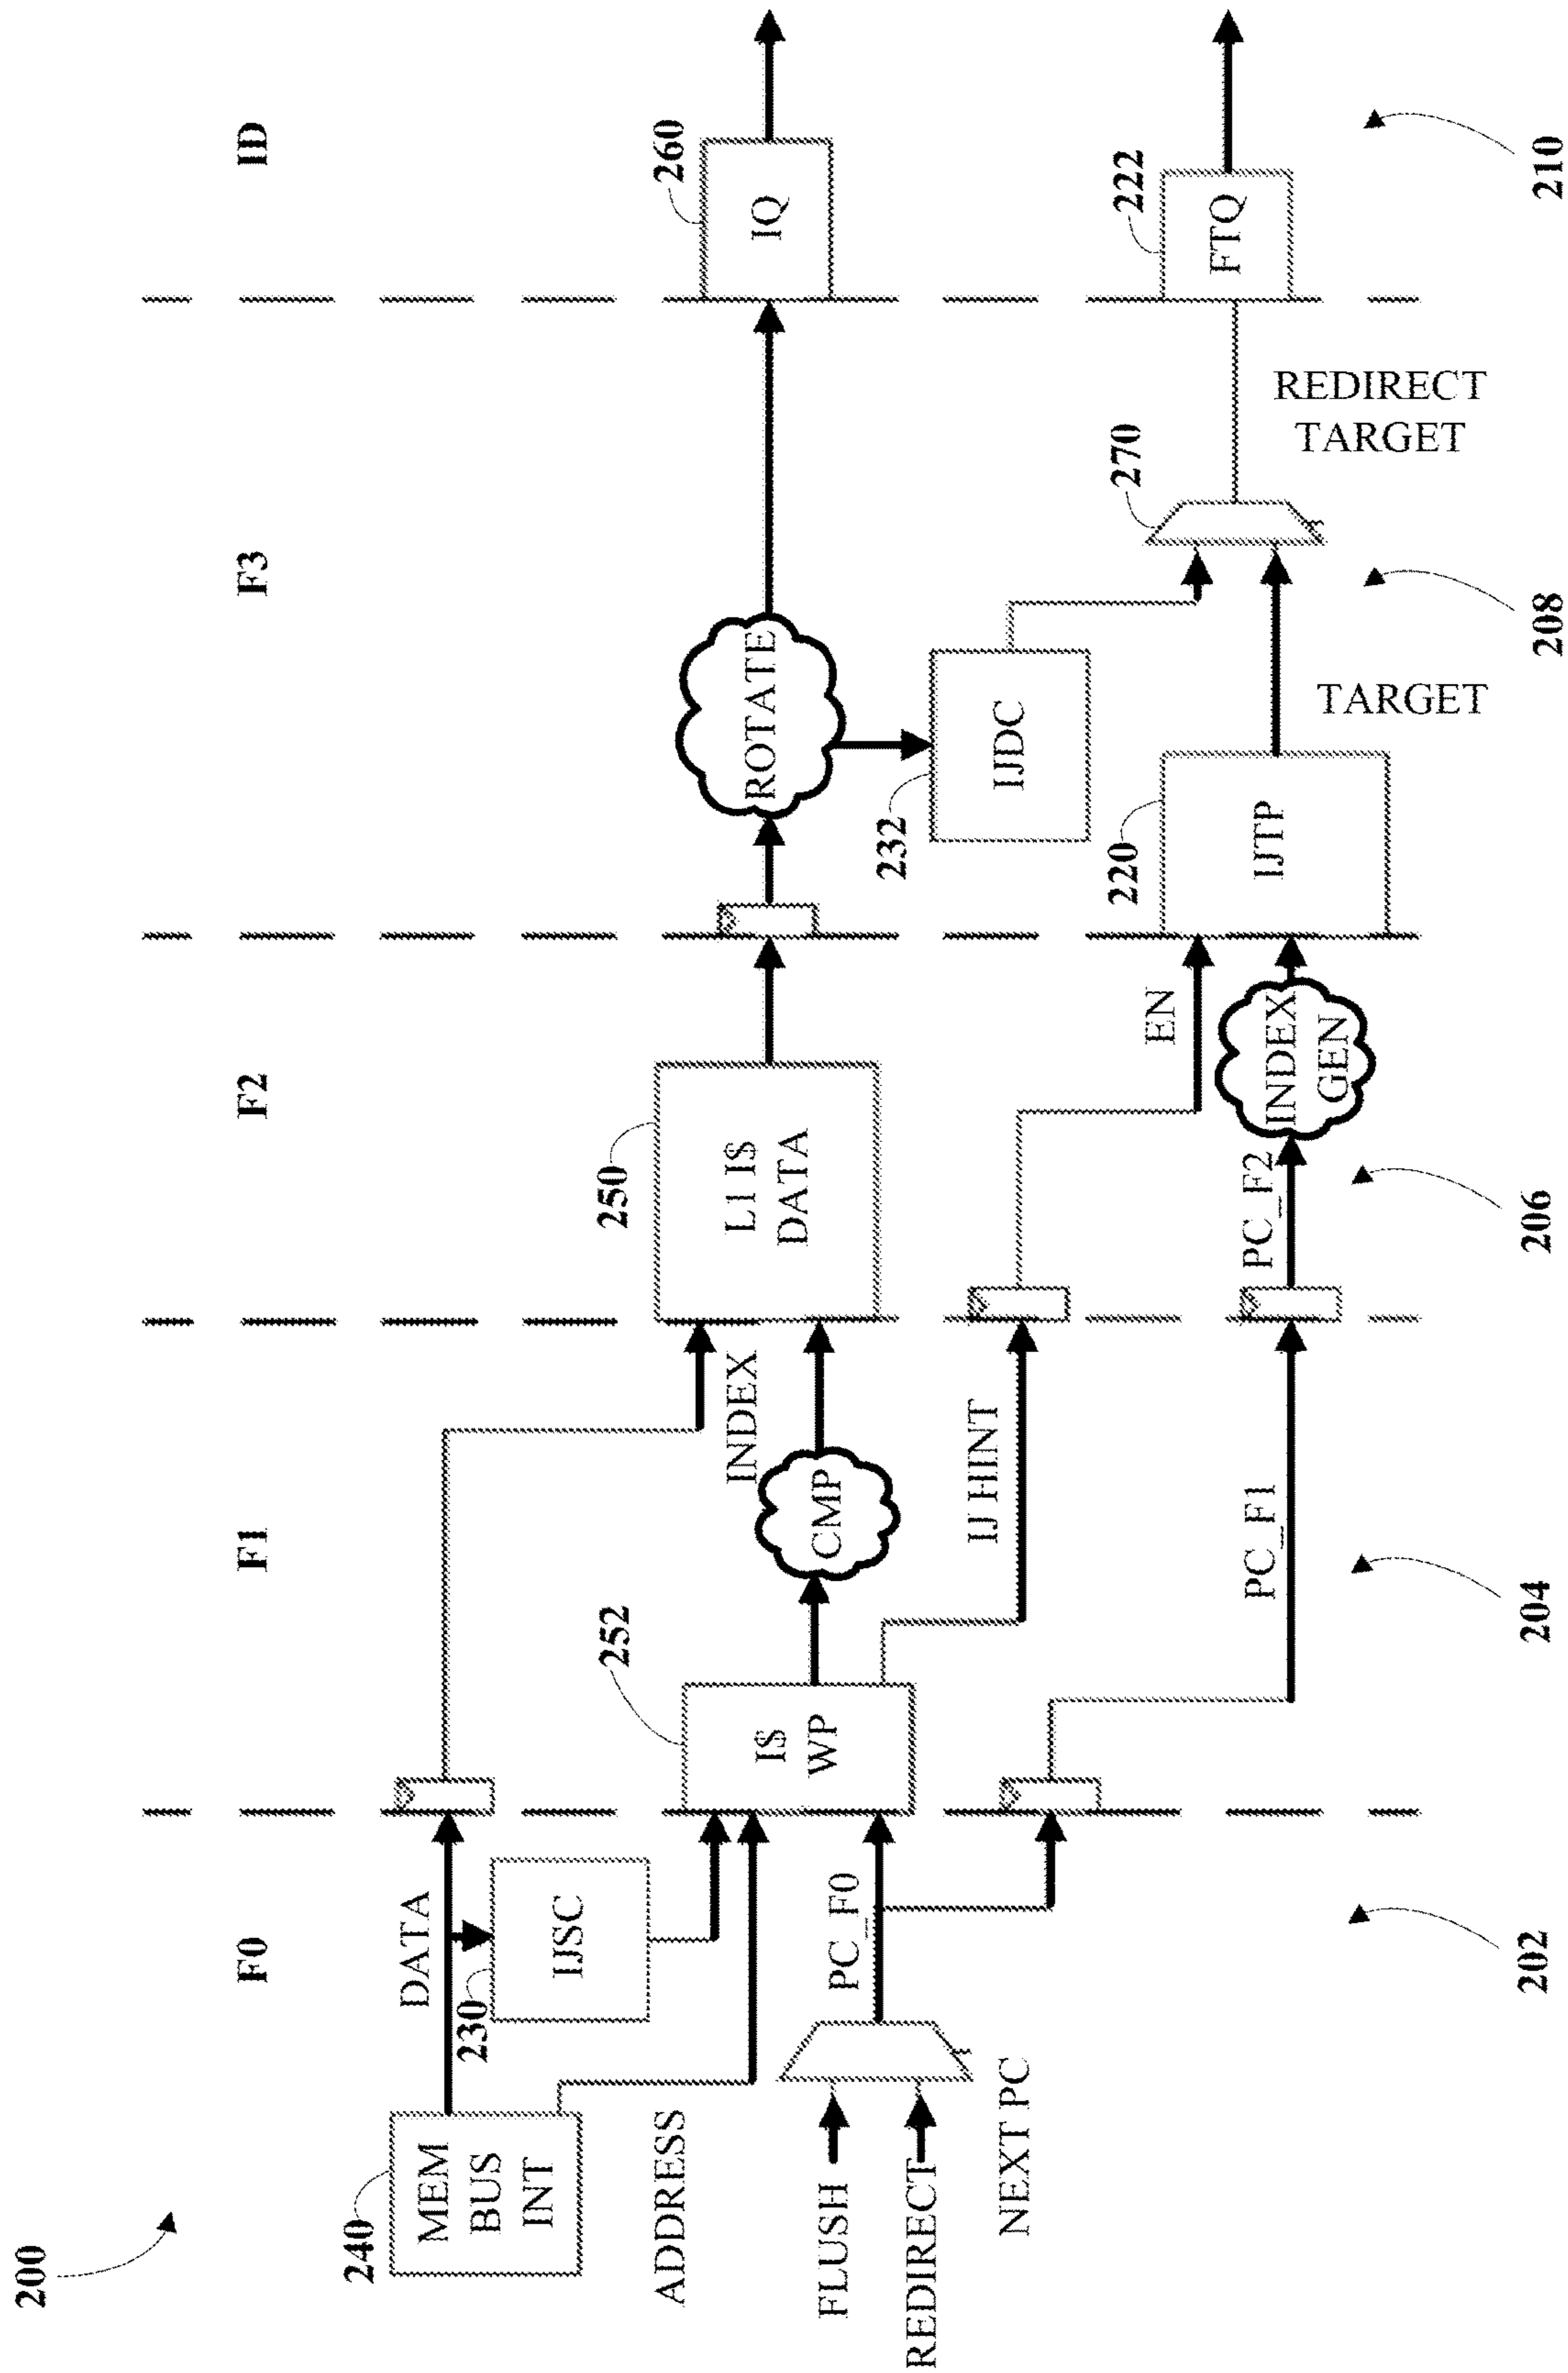 200
F0
F1
F2
F3
ID
240
MEM
BUS
INT
DATA
230
IJSC
ADDRESS
FLUSH
REDIRECT
NEXT PC
PC_F0
202
252
I$
WP
CMP
INDEX
IJ HINT
PC_F1
204
250
L1 I$
DATA
EN
PC_F2
INDEX
GEN
206
ROTATE
232
IJDC
220
IJTP
TARGET
270
REDIRECT
TARGET
208
260
IQ
222
FTQ
210